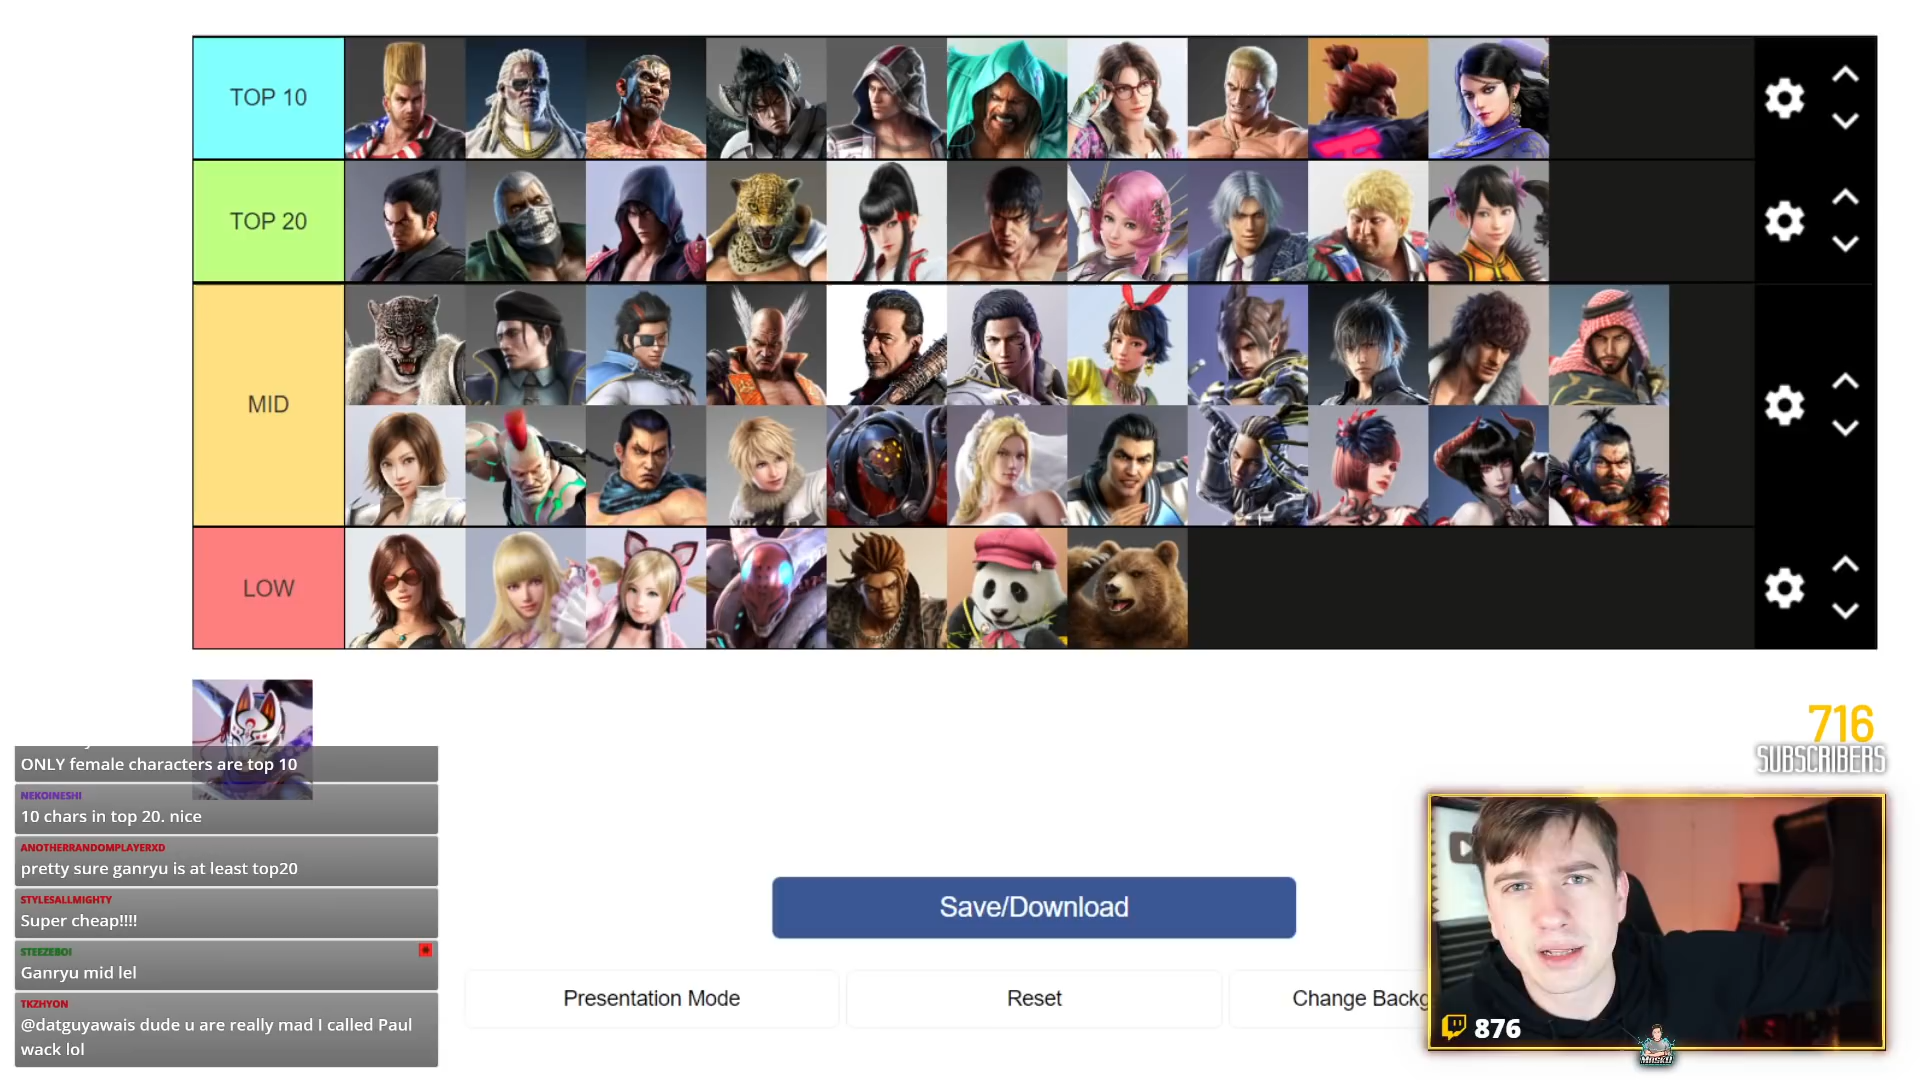 TOP 10
TOP 20
MID
LOW
ONLY female characters are top 10
NEKOINESHI
10 chars in top 20. nice
ANOTHERRANDOMPLAYERXD
pretty sure ganryu is at least top20
STYLESALLMIGHTY
Super cheap!!!!
STEEZEBOI
Ganryu mid lel
TKZHYON
@datguyawais dude u are really mad I called Paul
wack lol
Save/Download
Presentation Mode
Reset
Change Backg
716
SUBSCRIBERS
876